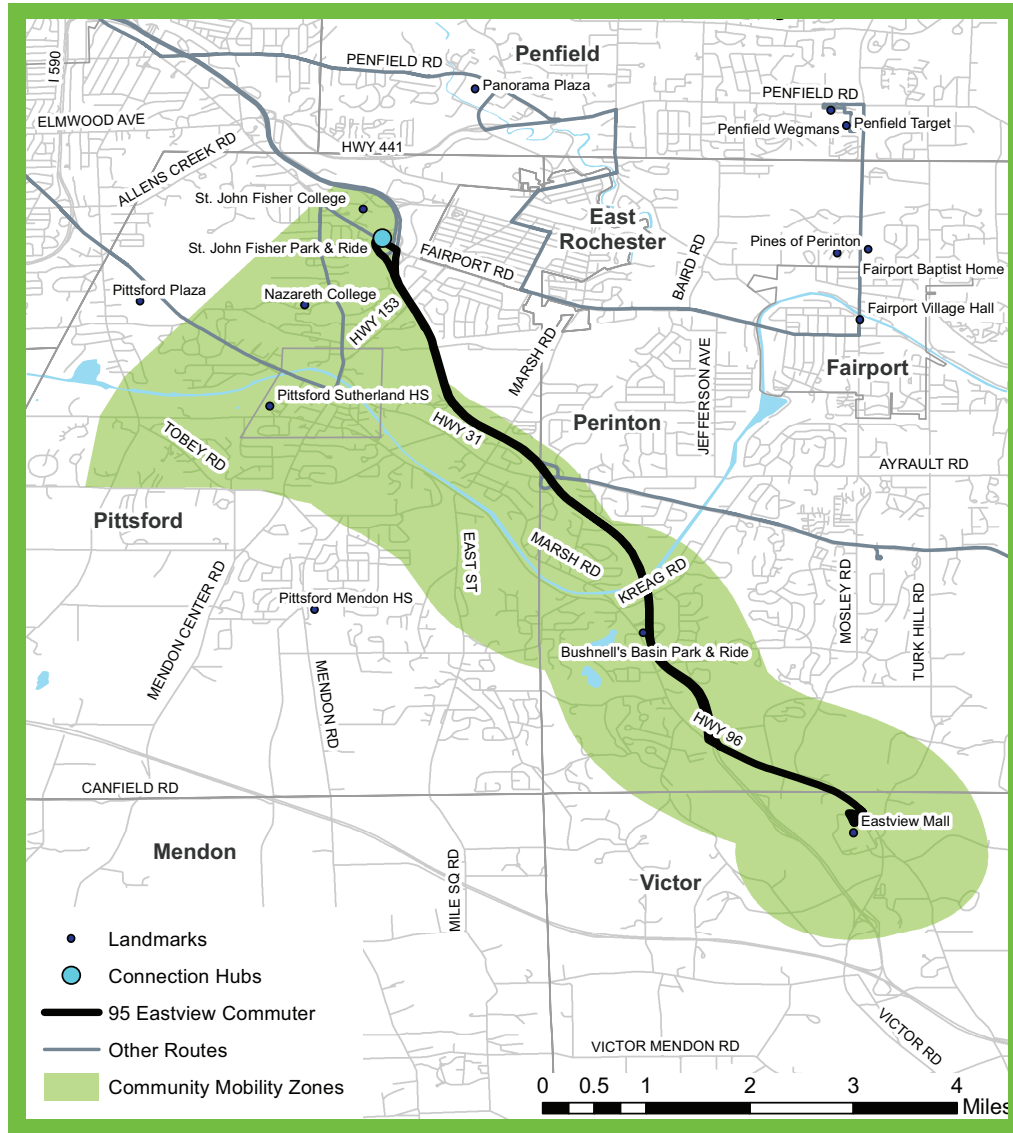 Penfield
I 590
PENFIELD RD
Panorama Plaza
PENFIELD RD
ELMWOOD AVE
Penfield Wegmans
Penfield Target
ALLENS CREEK RD
HWY 441
St. John Fisher College
East
Rochester
St. John Fisher Park & Ride
FAIRPORT RD
BAIRD RD
Pines of Perinton
Fairport Baptist Home
Pittsford Plaza
Nazareth College
HWY 153
Fairport Village Hall
MARSH RD
JEFFERSON AVE
Fairport
Pittsford Sutherland HS
HWY 31
Perinton
TOBEY RD
AYRAULT RD
Pittsford
EAST ST
MARSH RD
KREAG RD
MENDON CENTER RD
Pittsford Mendon HS
MOSLEY RD
TURK HILL RD
Bushnell's Basin Park & Ride
MENDON RD
HWY 96
CANFIELD RD
Eastview Mall
Mendon
MILE SQ RD
Victor
Landmarks
Connection Hubs
95 Eastview Commuter
Other Routes
Community Mobility Zones
VICTOR RD
VICTOR MENDON RD
0 0.5 1 2 3 4
Miles